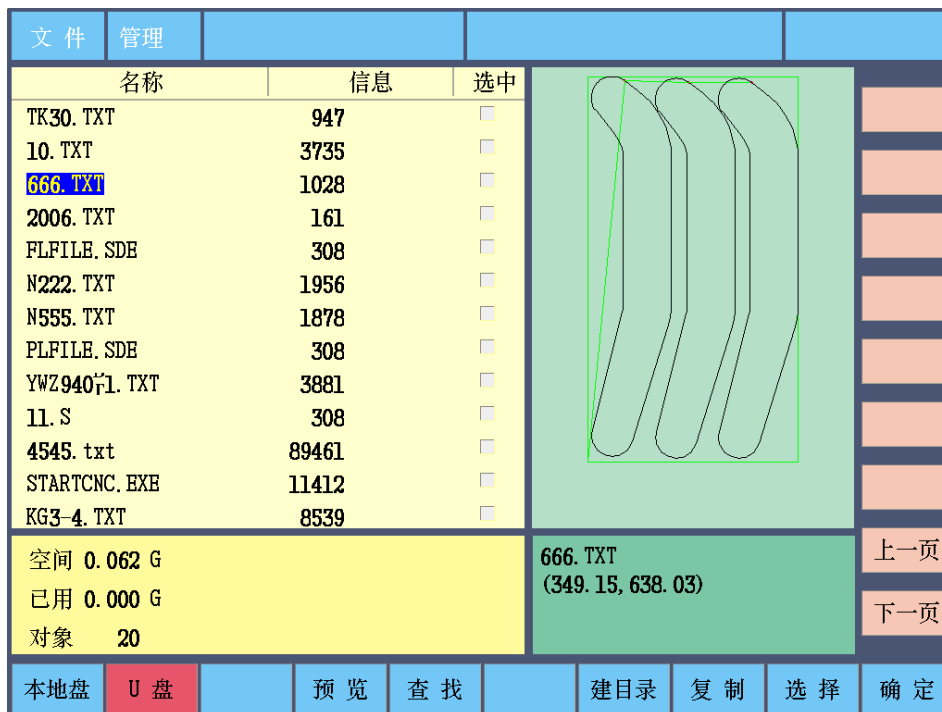 文件 管理
名称 信息 选中
TK30.TXT 947
10.TXT 3735
666.TXT 1028
2006.TXT 161
FLFILE.SDE 308
N222.TXT 1956
N555.TXT 1878
PLFILE.SDE 308
3881
11.S 308
4545.txt 89461
STARTCNC.EXE 11412
KG3-4.TXT 8539
空间 0.062 G
已用 0.000 G
对象 20
666.TXT
(349.15, 638.03)
上一页
下一页
本地盘 U 盘 预览 查找 建目录 复制 选择 确定